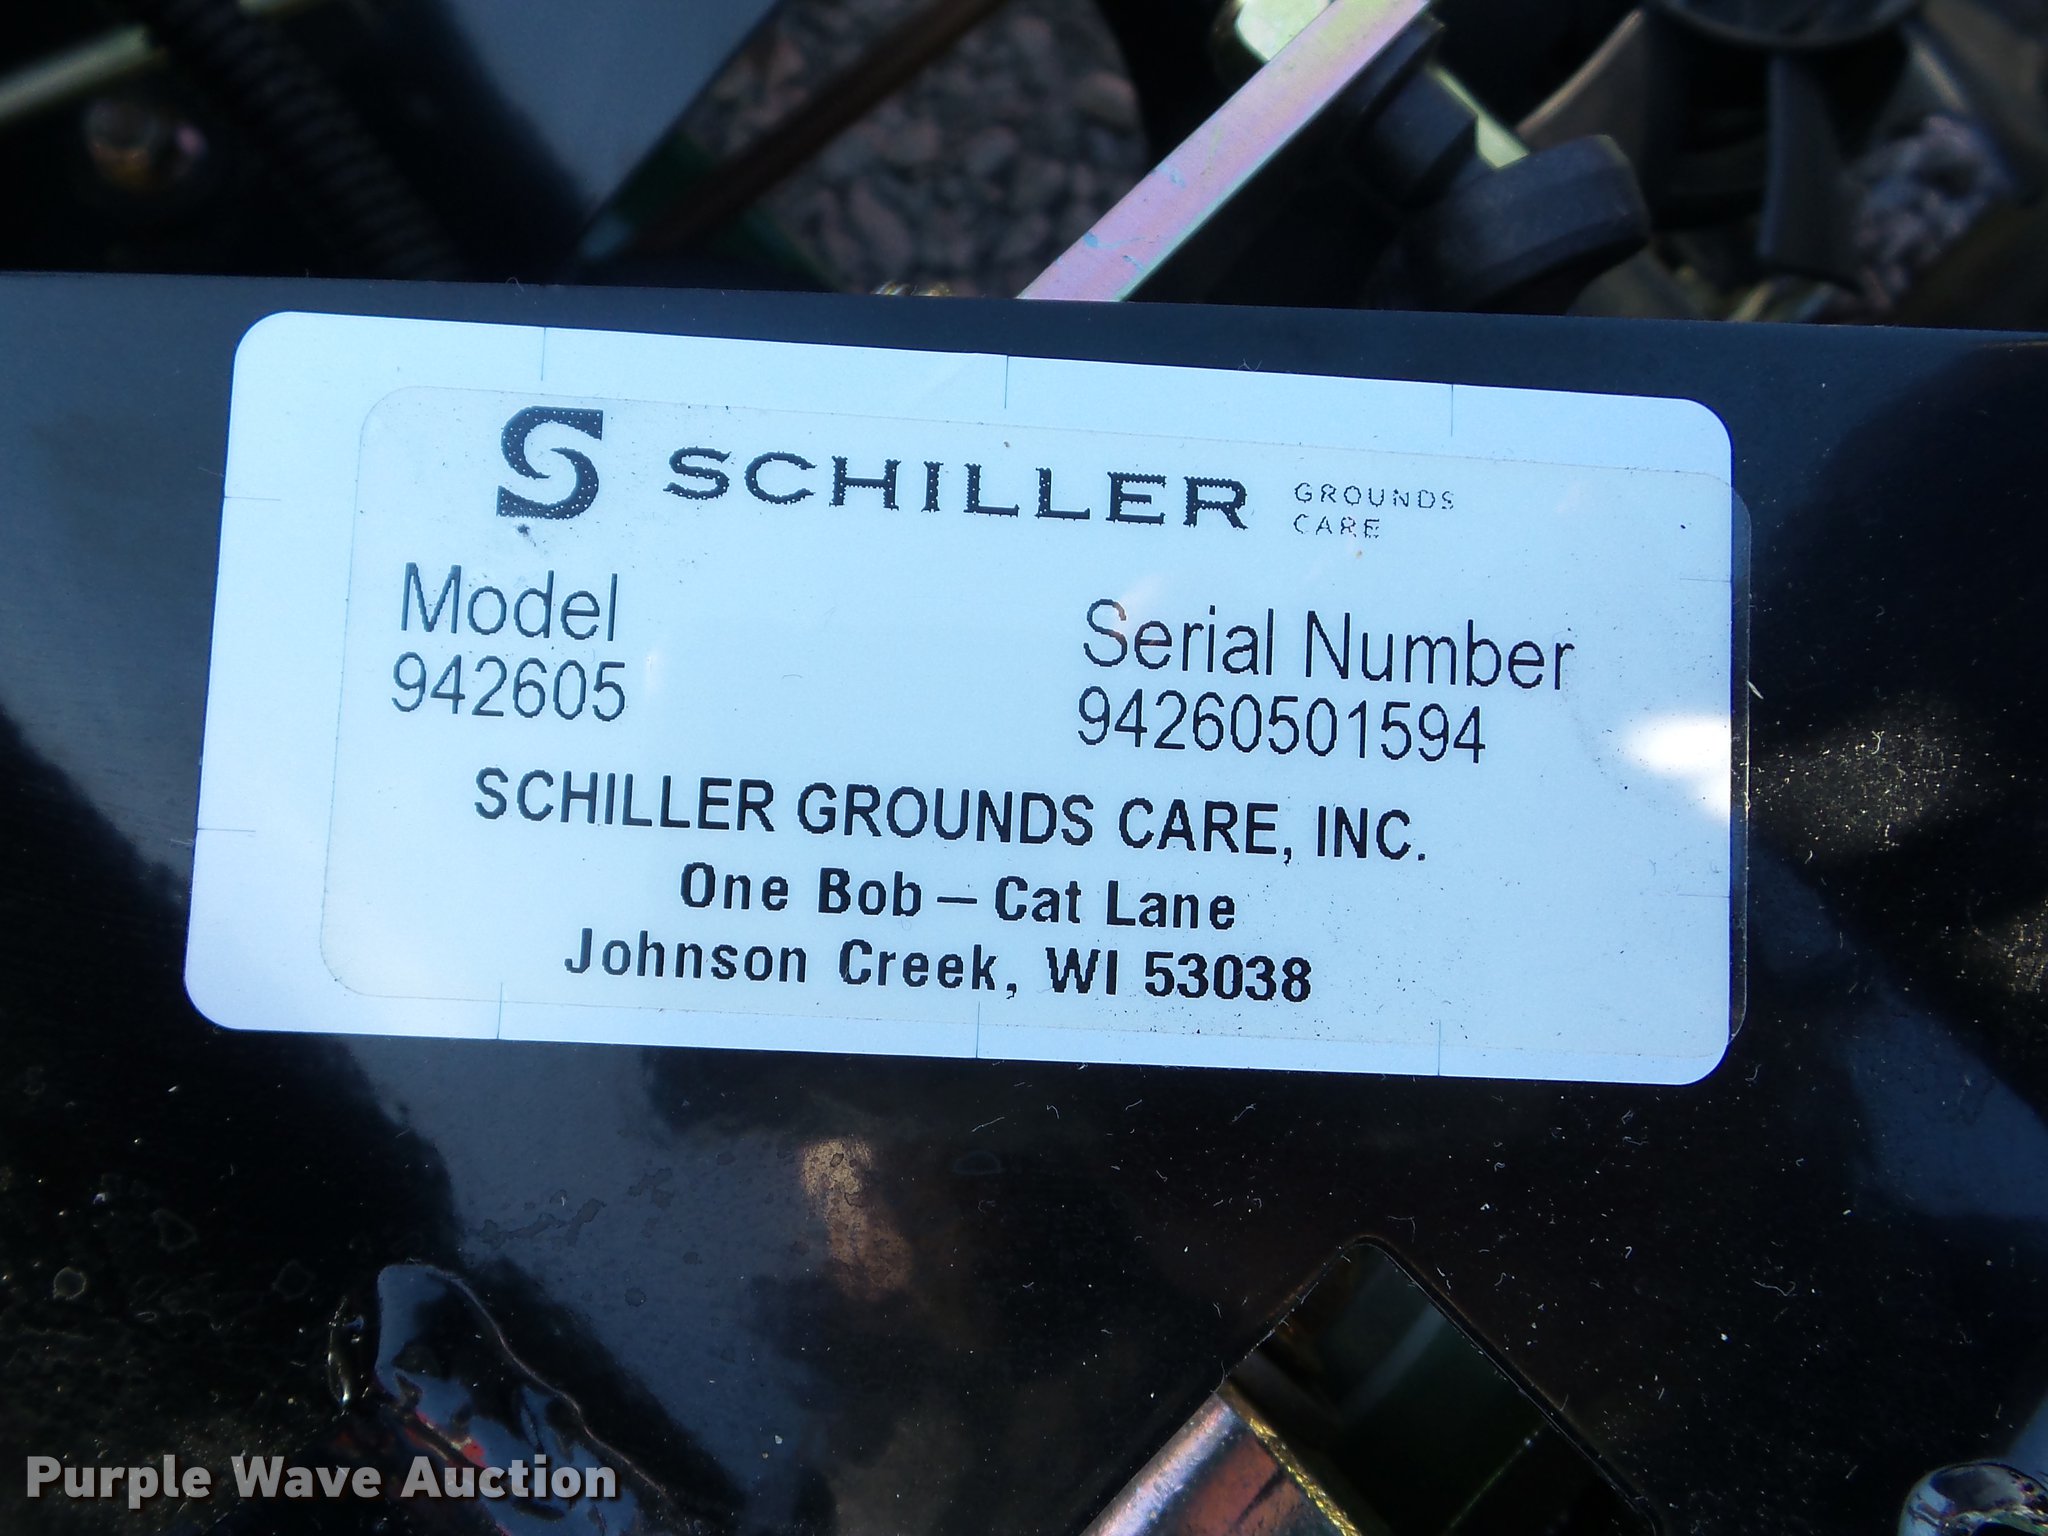 S SCHILLER GROUNDS
CARE
Model
942605
Serial Number
94260501594
SCHILLER GROUNDS CARE, INC.
One Bob – Cat Lane
Johnson Creek, WI 53038
Purple Wave Auction